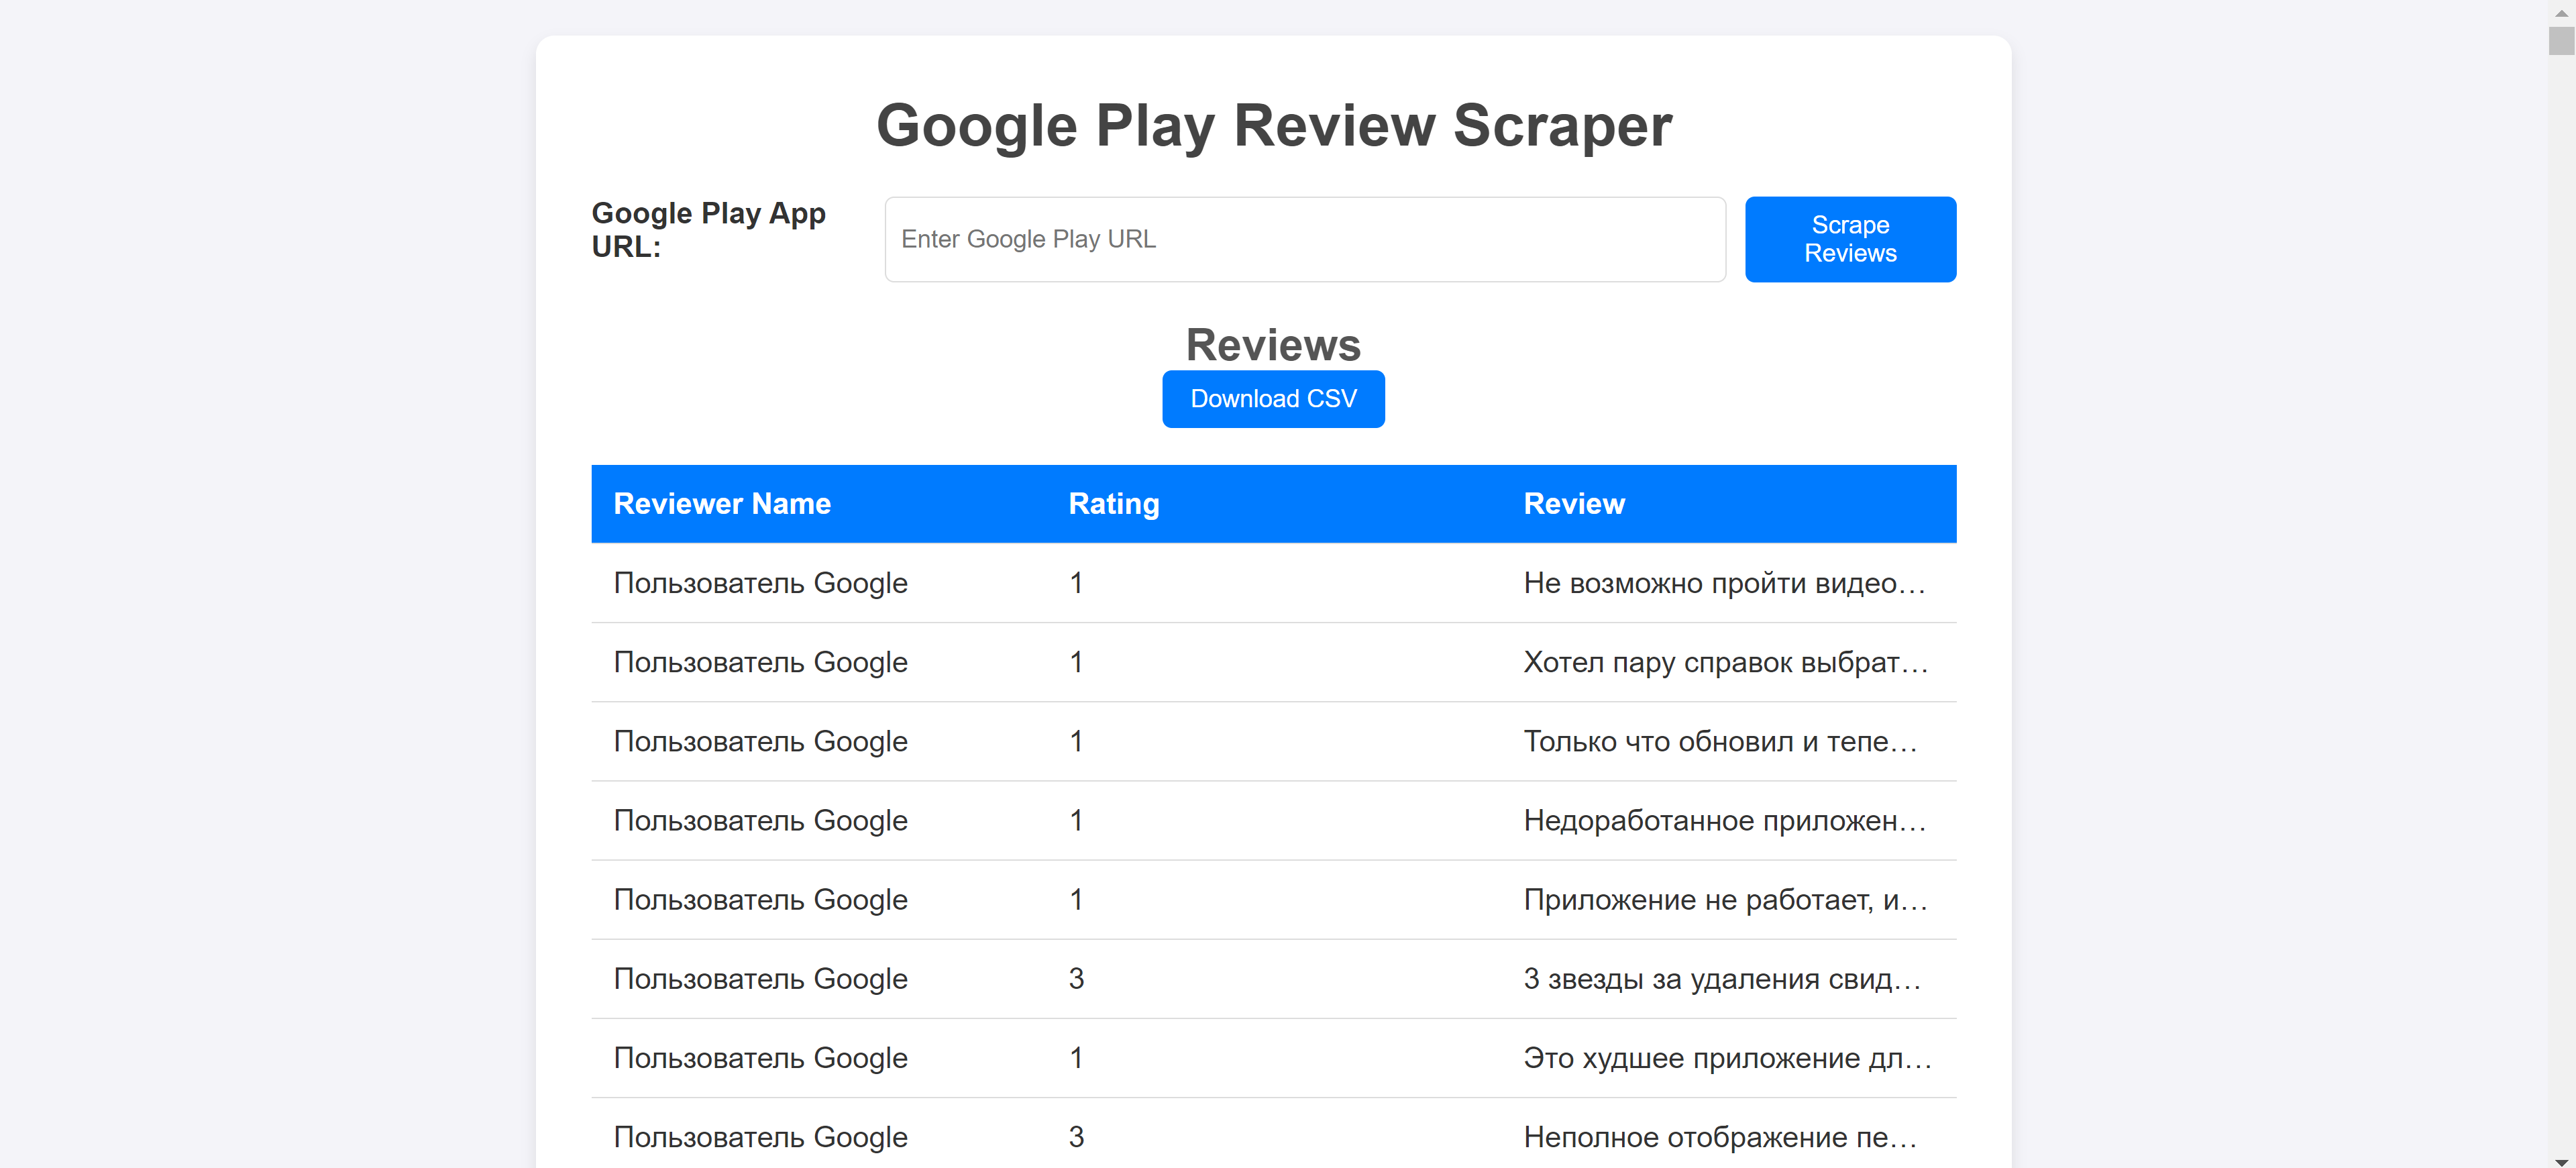 Google Play Review Scraper
Google Play App
URL:
Enter Google Play URL
Scrape
Reviews
Reviews
Download CSV
Reviewer Name Rating Review
Пользователь Google 1 Не возможно пройти видео…
Пользователь Google 1 Хотел пару справок выбрат…
Пользователь Google 1 Только что обновил и тепе…
Пользователь Google 1 Недоработанное приложен…
Пользователь Google 1 Приложение не работает, и…
Пользователь Google 3 3 звезды за удаления свид…
Пользователь Google 1 Это худшее приложение дл…
Пользователь Google 3 Неполное отображение пе…